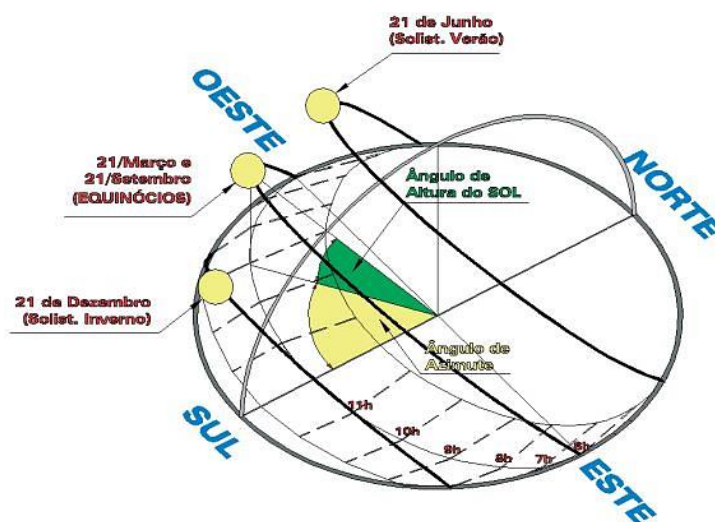 21 de Junho
(Solist. Verão)
OESTE
21/Março e
21/Setembro
(EQUINÓCIOS)
Ângulo de
Altura do SOL
NORTE
21 de Dezembro
(Solist. Inverno)
Ângulo de
Azimute
SUL
11h
10h
9h
8h
7h
6h
ESTE